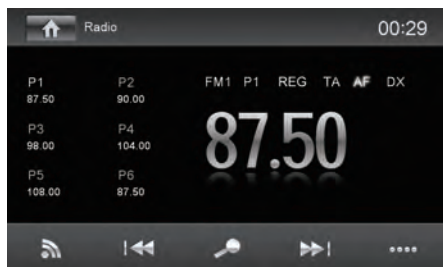 Radio 00:29
P1 P2 FM1 P1 REG TA AF DX
87.50 90.00
P3 P4 87.50
98.00 104.00
P5 P6
108.00 87.50